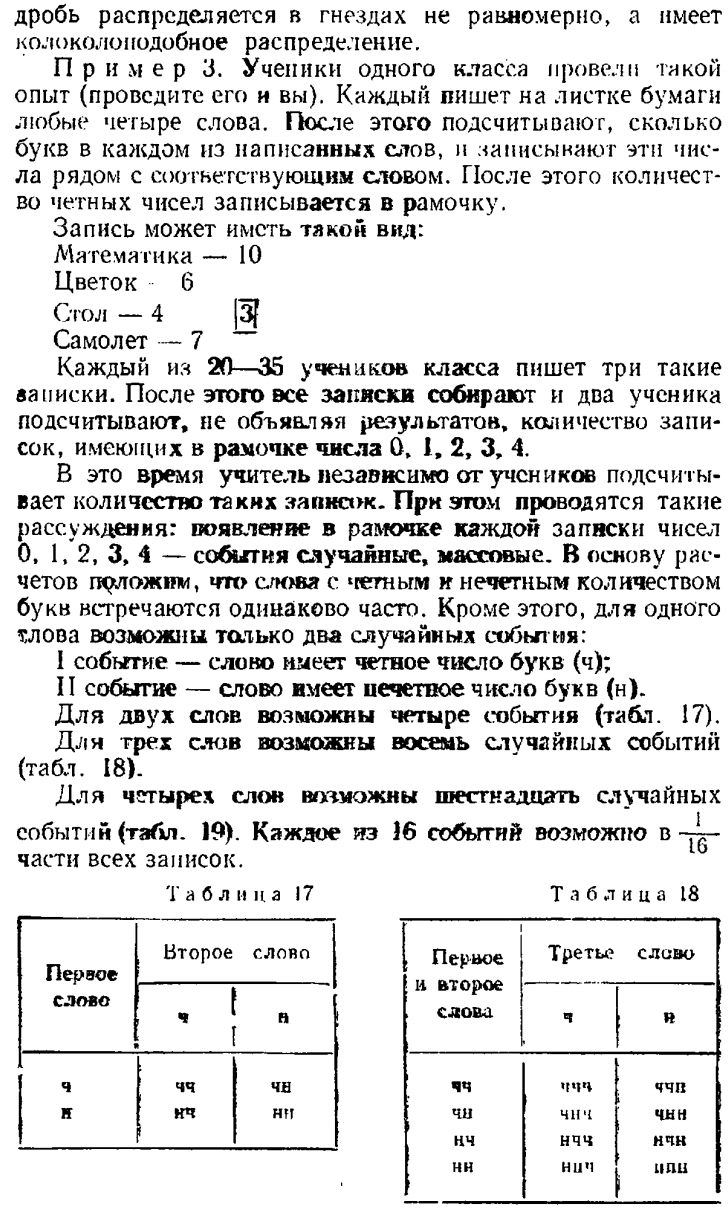 дробь распределяется в гнездах не равномерно, а имеет
колоколоподобное распределение.
Пример 3. Ученики одного класса провели такой
опыт (проведите его и вы). Каждый пишет на листке бумаги
любые четыре слова. После этого подсчитывают, сколько
букв в каждом из написанных слов, и записывают эти чис-
ла рядом с соответствующим словом. После этого количест-
во четных чисел записывается в рамочку.
Запись может иметь такой вид:
Математика — 10
Цветок - 6
Стол — 4 3
Самолет — 7
Каждый из 20—35 учеников класса пишет три такие
записки. После этого все записки собирают и два ученика
подсчитывают, не объявляя результатов, количество запи-
сок, имеющих в рамочке числа 0, 1, 2, 3, 4.
В это время учитель независимо от учеников подсчиты-
вает количество таких записок. При этом проводятся такие
рассуждения: появление в рамочке каждой записки чисел
0, 1, 2, 3, 4 — события случайные, массовые. В основу рас-
четов положим, что слова с четным и нечетным количеством
букв встречаются одинаково часто. Кроме этого, для одного
слова возможны только два случайных события:
I событие — слово имеет четное число букв (ч);
II событие — слово имеет нечетное число букв (н).
Для двух слов возможны четыре события (табл. 17).
Для трех слов возможны восемь случайных событий
(табл. 18).
Для четырех слов возможны шестнадцать случайных
событий (табл. 19). Каждое из 16 событий возможно в 1/16
части всех записок.
Таблица 17
Первое слово
Второе слово
ч н
ч чч чн
н нч нн
Таблица 18
Первое и второе слова
Третье слово
ч н
чч ччч ччн
чн чнч чнн
нч нчч нчн
нн ннч ннн